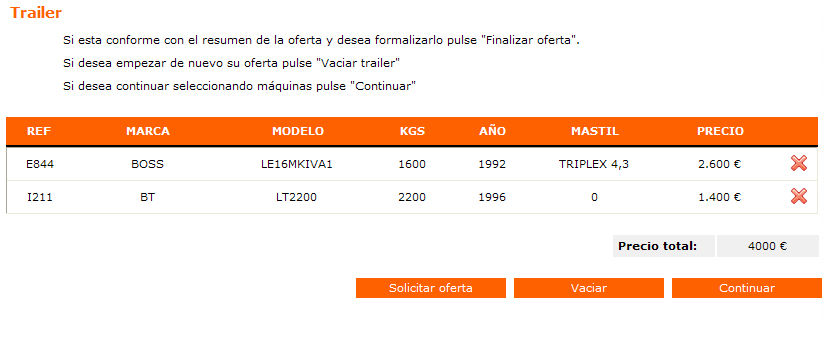 Trailer
Si esta conforme con el resumen de la oferta y desea formalizarlo pulse "Finalizar oferta".
Si desea empezar de nuevo su oferta pulse "Vaciar trailer"
Si desea continuar seleccionando máquinas pulse "Continuar"
REF MARCA MODELO KGS AÑO MASTIL PRECIO
E844 BOSS LE16MKIVA1 1600 1992 TRIPLEX 4,3 2.600 €
I211 BT LT2200 2200 1996 0 1.400 €
Precio total: 4000 €
Solicitar oferta Vaciar Continuar